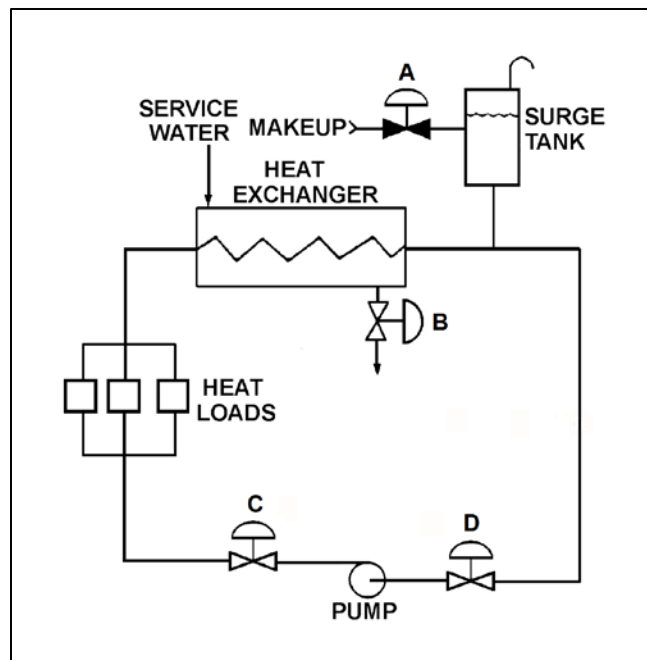 A
SERVICE
WATER
MAKEUP
SURGE
TANK
HEAT
EXCHANGER
B
HEAT
LOADS
C
D
PUMP